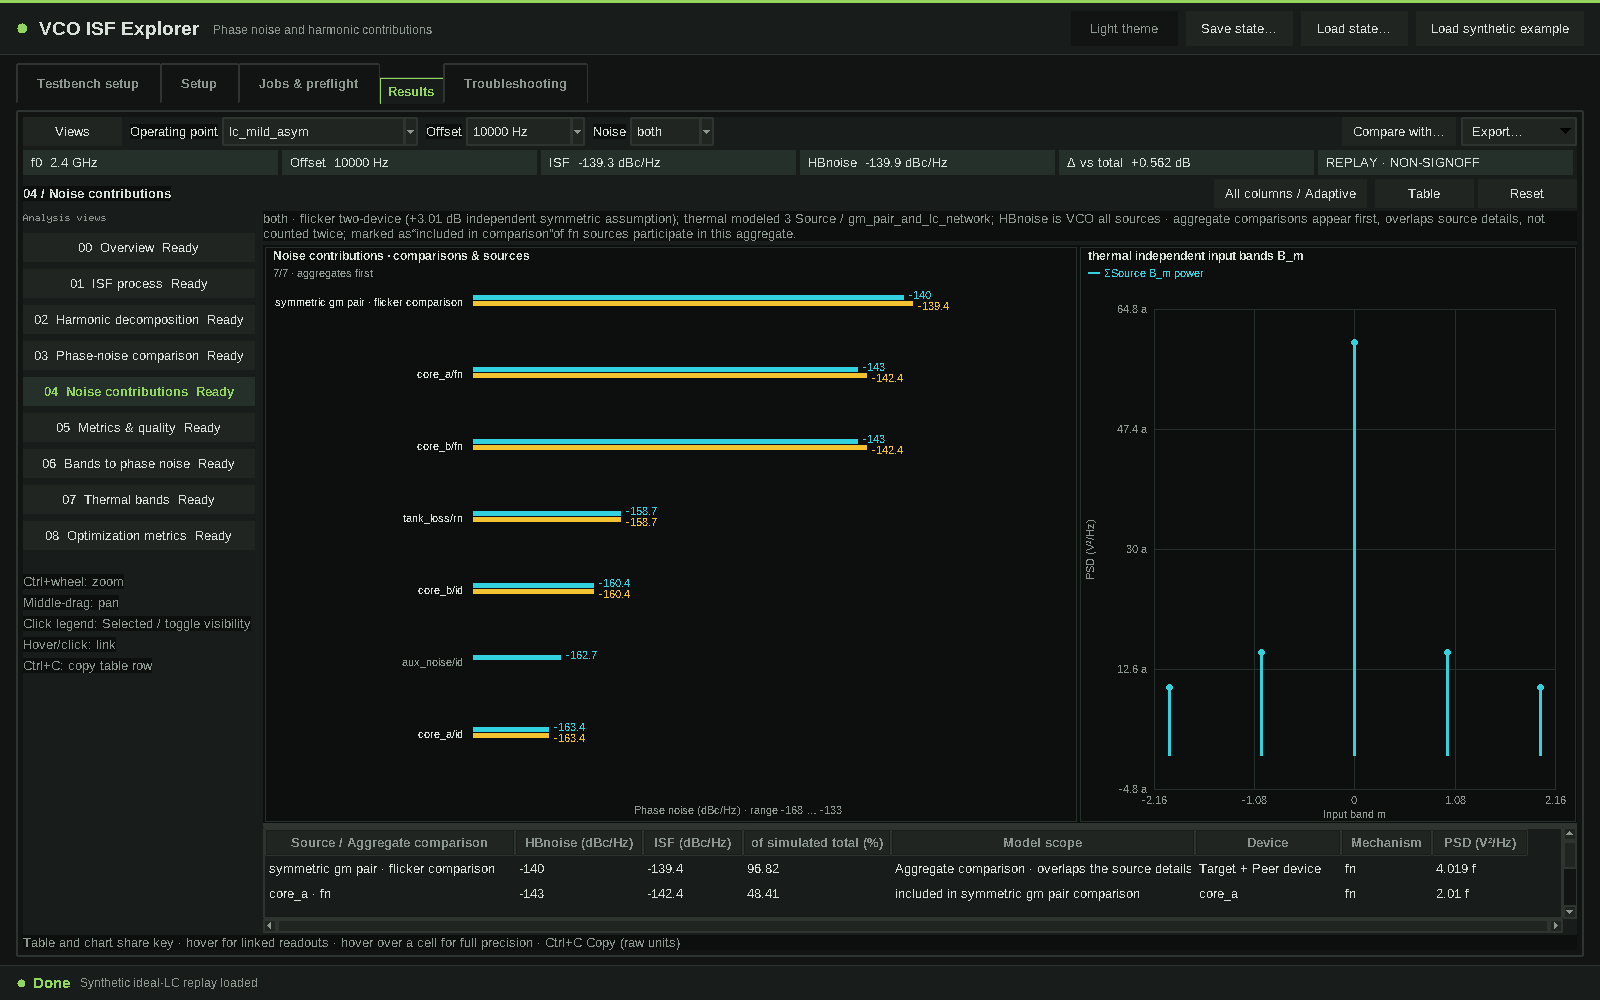 VCO ISF Explorer Phase noise and harmonic contributions Light theme Save state... Load state... Load synthetic example
Testbench setup Setup Jobs & preflight Results Troubleshooting
Views Operating point lc_mild_asym Offset 10000 Hz Noise both Compare with... Export...
f0 2.4 GHz Offset 10000 Hz ISF -139.3 dBc/Hz HBnoise -139.9 dBc/Hz Δ vs total +0.562 dB REPLAY · NON-SIGNOFF
04 / Noise contributions All columns / Adaptive Table Reset
Analysis views
00 Overview Ready
01 ISF process Ready
02 Harmonic decomposition Ready
03 Phase-noise comparison Ready
04 Noise contributions Ready
05 Metrics & quality Ready
06 Bands to phase noise Ready
07 Thermal bands Ready
08 Optimization metrics Ready
Ctrl+wheel: zoom
Middle-drag: pan
Click legend: Selected / toggle visibility
Hover/click: link
Ctrl+C: copy table row
both · flicker two-device (+3.01 dB independent symmetric assumption); thermal modeled 3 Source / gm_pair_and_lc_network; HBnoise is VCO all sources · aggregate comparisons appear first, overlaps source details, not
counted twice; marked as“included in comparison”of fn sources participate in this aggregate.
Noise contributions · comparisons & sources
7/7 · aggregates first
symmetric gm pair · flicker comparison -140
-139.4
core_a/fn -143
-142.4
core_b/fn -143
-142.4
tank_loss/rn -158.7
-158.7
core_b/id -160.4
-160.4
aux_noise/id -162.7
core_a/id -163.4
-163.4
Phase noise (dBc/Hz) · range -168 ... -133
thermal independent input bands B_m
ΣSource B_m power
64.8 a
47.4 a
30 a
12.6 a
-4.8 a
PSD (V²/Hz)
-2.16 -1.08 0 1.08 2.16
Input band m
Source / Aggregate comparison HBnoise (dBc/Hz) ISF (dBc/Hz) of simulated total (%) Model scope Device Mechanism PSD (V²/Hz)
symmetric gm pair · flicker comparison -140 -139.4 96.82 Aggregate comparison · overlaps the source details Target + Peer device fn 4.019 f
core_a · fn -143 -142.4 48.41 included in symmetric gm pair comparison core_a fn 2.01 f
Table and chart share key · hover for linked readouts · hover over a cell for full precision · Ctrl+C Copy (raw units)
Done Synthetic ideal-LC replay loaded